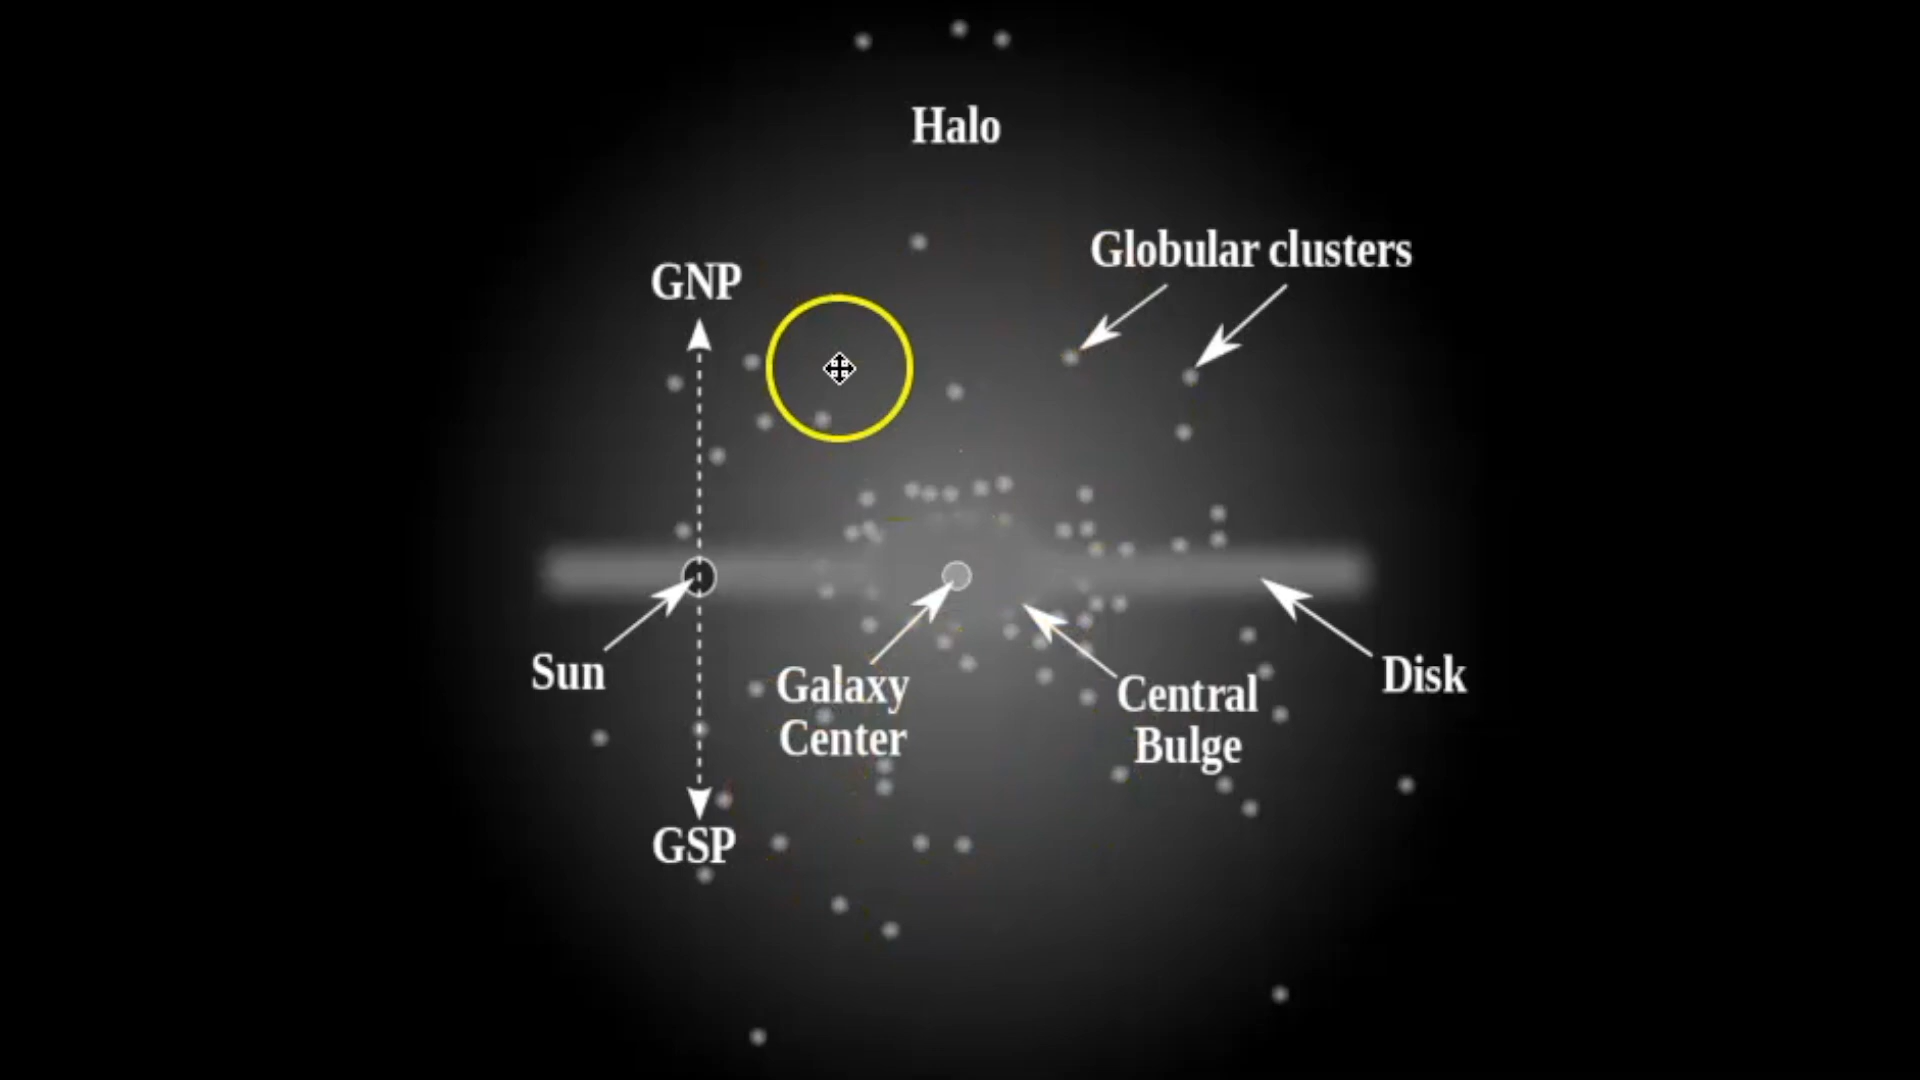 Halo
Globular clusters
GNP
Sun
Galaxy
Center
Central
Bulge
Disk
GSP